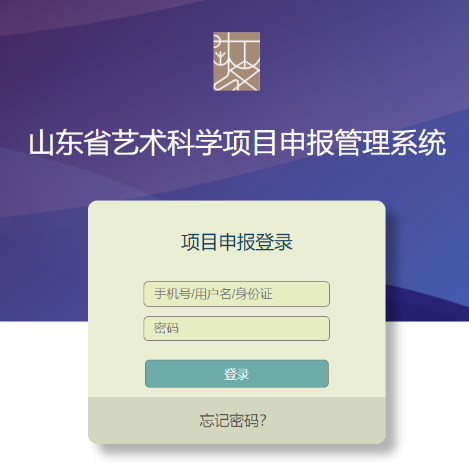 山东省艺术科学项目申报管理系统
项目申报登录
手机号/用户名/身份证
密码
登录
忘记密码?